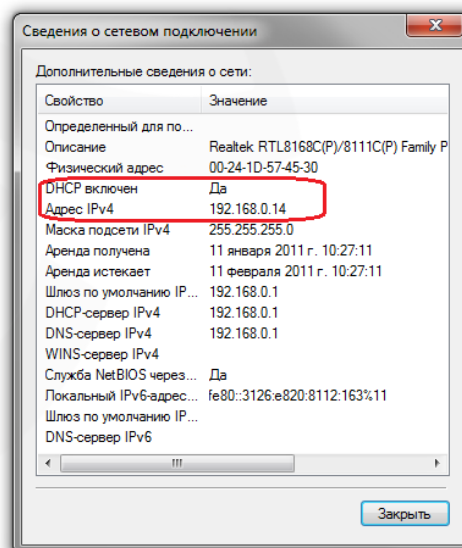 Сведения о сетевом подключении
Дополнительные сведения о сети:
Свойство Значение
Определенный для по...
Описание Realtek RTL8168C(P)/8111C(P) Family P
Физический адрес 00-24-1D-57-45-30
DHCP включен Да
Адрес IPv4 192.168.0.14
Маска подсети IPv4 255.255.255.0
Аренда получена 11 января 2011 г. 10:27:11
Аренда истекает 11 февраля 2011 г. 10:27:11
Шлюз по умолчанию IP... 192.168.0.1
DHCP-сервер IPv4 192.168.0.1
DNS-сервер IPv4 192.168.0.1
WINS-сервер IPv4
Служба NetBIOS через... Да
Локальный IPv6-адрес... fe80::3126:e820:8112:163%11
Шлюз по умолчанию IP...
DNS-сервер IPv6
Закрыть